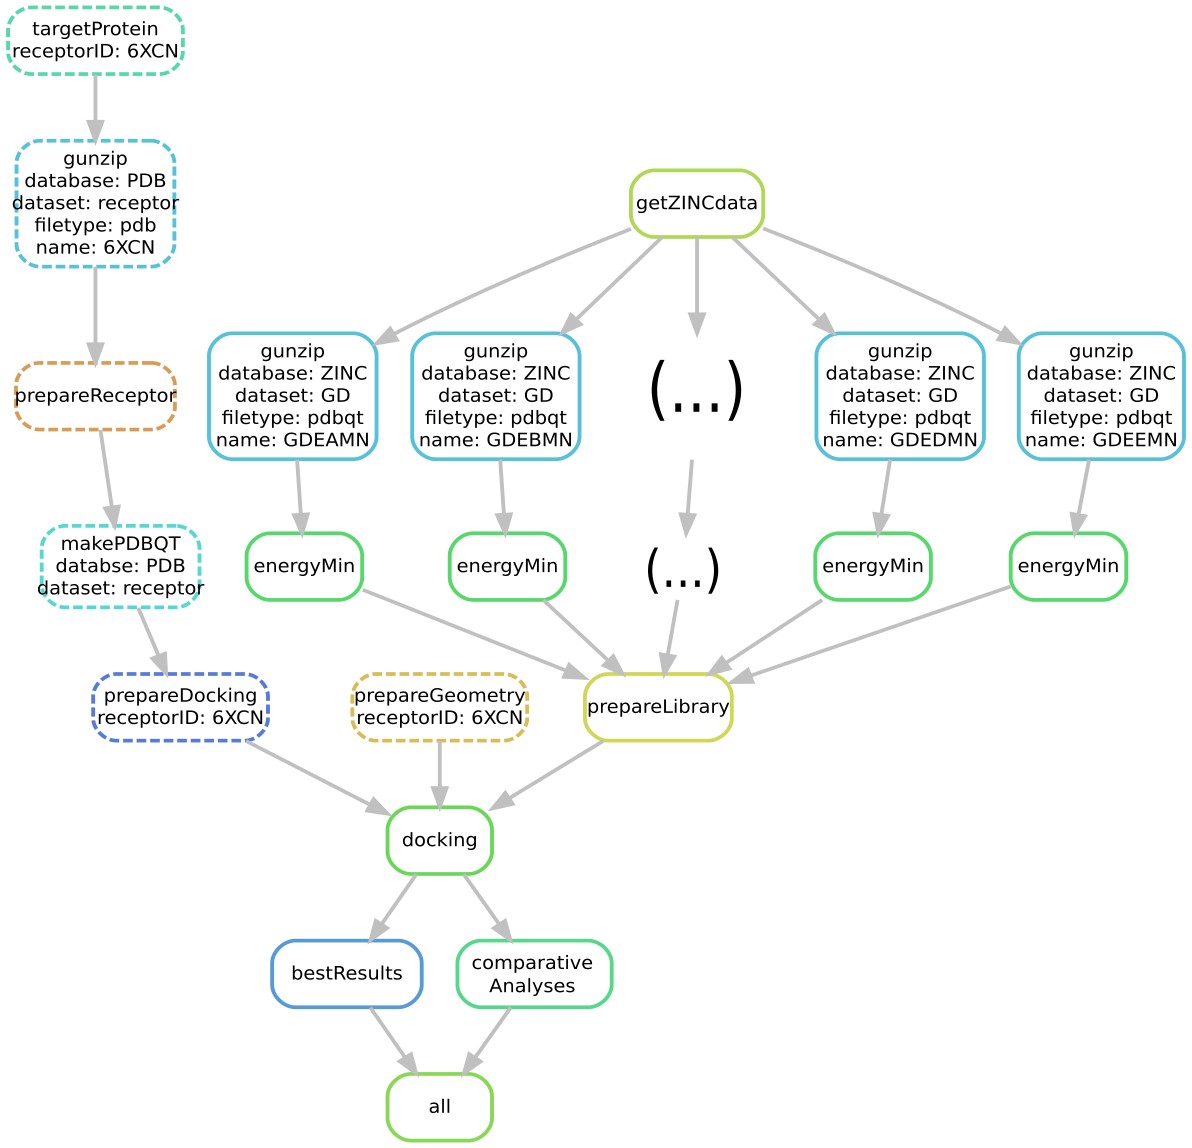 targetProtein
receptorID: 6XCN
gunzip
database: PDB
dataset: receptor
filetype: pdb
name: 6XCN
getZINCdata
prepareReceptor
gunzip
database: ZINC
dataset: GD
filetype: pdbqt
name: GDEAMN
gunzip
database: ZINC
dataset: GD
filetype: pdbqt
name: GDEBMN
(...)
gunzip
database: ZINC
dataset: GD
filetype: pdbqt
name: GDEDMN
gunzip
database: ZINC
dataset: GD
filetype: pdbqt
name: GDEEMN
makePDBQT
databse: PDB
dataset: receptor
energyMin
energyMin
(...)
energyMin
energyMin
prepareDocking
receptorID: 6XCN
prepareGeometry
receptorID: 6XCN
prepareLibrary
docking
bestResults
comparative
Analyses
all